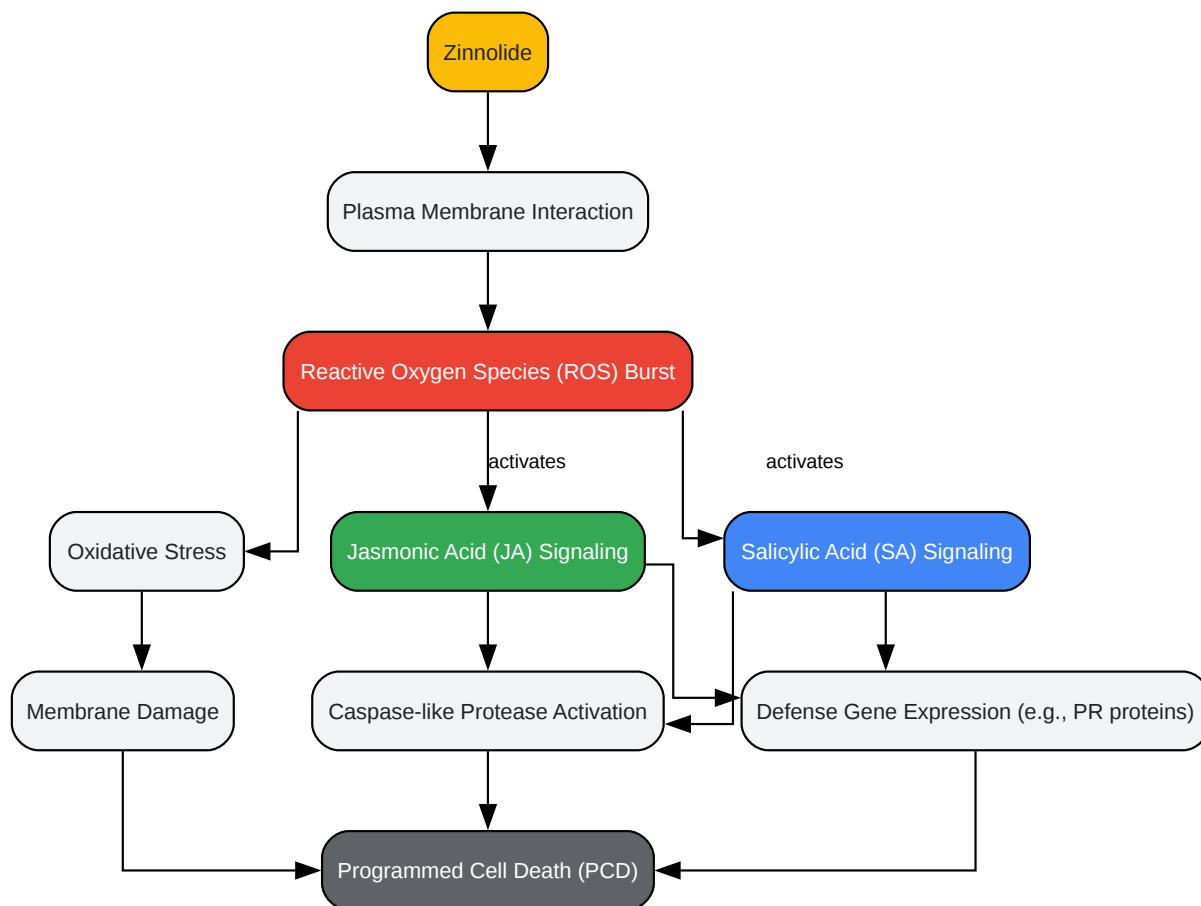 Zinnolide
Plasma Membrane Interaction
Reactive Oxygen Species (ROS) Burst
activates
activates
Oxidative Stress
Jasmonic Acid (JA) Signaling
Salicylic Acid (SA) Signaling
Membrane Damage
Caspase-like Protease Activation
Defense Gene Expression (e.g., PR proteins)
Programmed Cell Death (PCD)